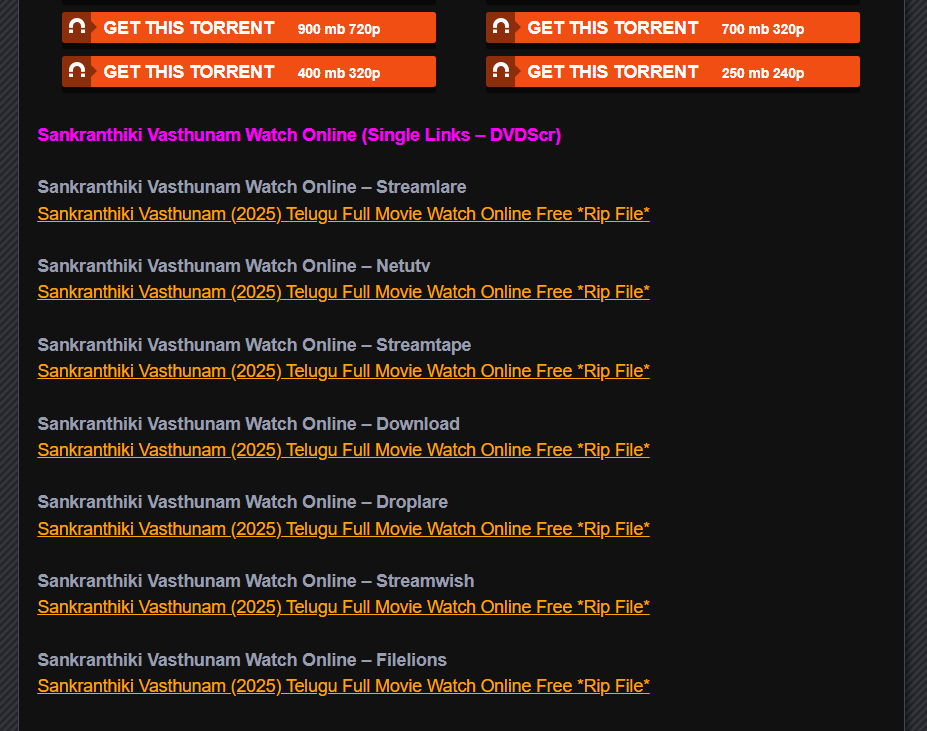 GET THIS TORRENT 900 mb 720p
GET THIS TORRENT 700 mb 320p
GET THIS TORRENT 400 mb 320p
GET THIS TORRENT 250 mb 240p
Sankranthiki Vasthunam Watch Online (Single Links – DVDScr)
Sankranthiki Vasthunam Watch Online – Streamlare
Sankranthiki Vasthunam (2025) Telugu Full Movie Watch Online Free *Rip File*
Sankranthiki Vasthunam Watch Online – Netutv
Sankranthiki Vasthunam (2025) Telugu Full Movie Watch Online Free *Rip File*
Sankranthiki Vasthunam Watch Online – Streamtape
Sankranthiki Vasthunam (2025) Telugu Full Movie Watch Online Free *Rip File*
Sankranthiki Vasthunam Watch Online – Download
Sankranthiki Vasthunam (2025) Telugu Full Movie Watch Online Free *Rip File*
Sankranthiki Vasthunam Watch Online – Droplare
Sankranthiki Vasthunam (2025) Telugu Full Movie Watch Online Free *Rip File*
Sankranthiki Vasthunam Watch Online – Streamwish
Sankranthiki Vasthunam (2025) Telugu Full Movie Watch Online Free *Rip File*
Sankranthiki Vasthunam Watch Online – Filelions
Sankranthiki Vasthunam (2025) Telugu Full Movie Watch Online Free *Rip File*